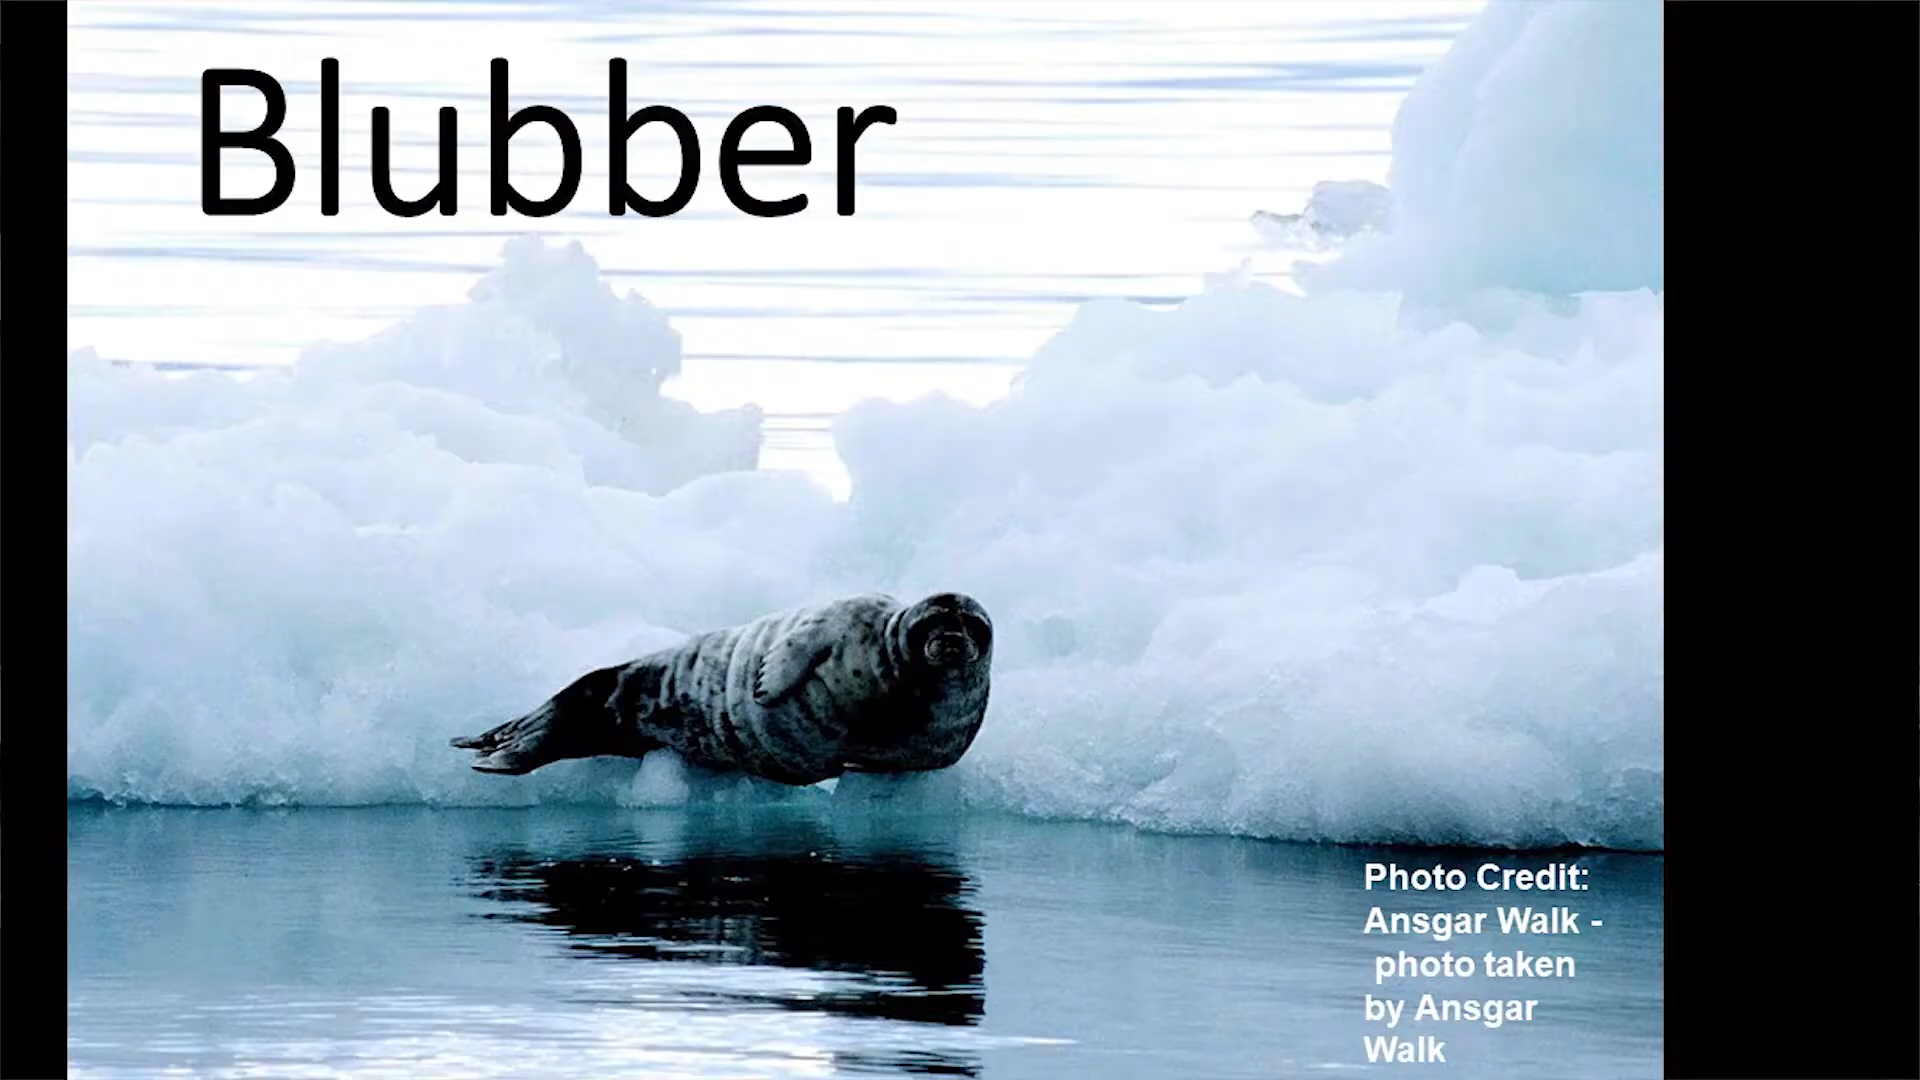 Blubber
Photo Credit:
Ansgar Walk -
photo taken
by Ansgar
Walk